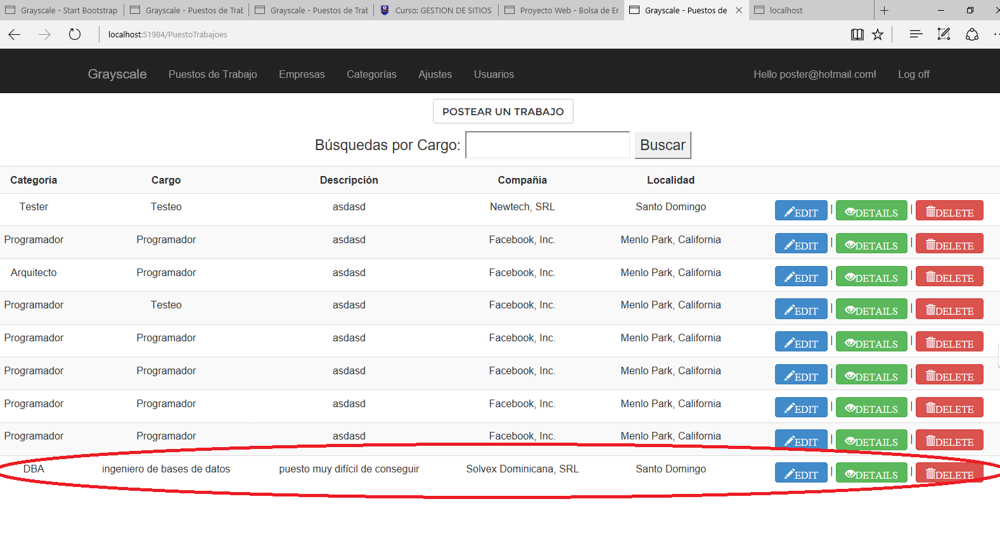 Grayscale - Start Bootstrap Grayscale - Puestos de Trab Grayscale - Puestos de Trab Curso: GESTION DE SITIOS Proyecto Web - Bolsa de Er Grayscale - Puestos de localhost
localhost:51984/PuestoTrabajoes
Grayscale Puestos de Trabajo Empresas Categorías Ajustes Usuarios Hello poster@hotmail.com! Log off
POSTEAR UN TRABAJO
Búsquedas por Cargo: Buscar
Categoría Cargo Descripción Compañía Localidad
Tester Testeo asdasd Newtech, SRL Santo Domingo EDIT | DETAILS | DELETE
Programador Programador asdasd Facebook, Inc. Menlo Park, California EDIT | DETAILS | DELETE
Arquitecto Programador asdasd Facebook, Inc. Menlo Park, California EDIT | DETAILS | DELETE
Programador Testeo asdasd Facebook, Inc. Menlo Park, California EDIT | DETAILS | DELETE
Programador Programador asdasd Facebook, Inc. Menlo Park, California EDIT | DETAILS | DELETE
Programador Programador asdasd Facebook, Inc. Menlo Park, California EDIT | DETAILS | DELETE
Programador Programador asdasd Facebook, Inc. Menlo Park, California EDIT | DETAILS | DELETE
Programador Programador asdasd Facebook, Inc. Menlo Park, California EDIT | DETAILS | DELETE
DBA ingeniero de bases de datos puesto muy difícil de conseguir Solvex Dominicana, SRL Santo Domingo EDIT | DETAILS | DELETE